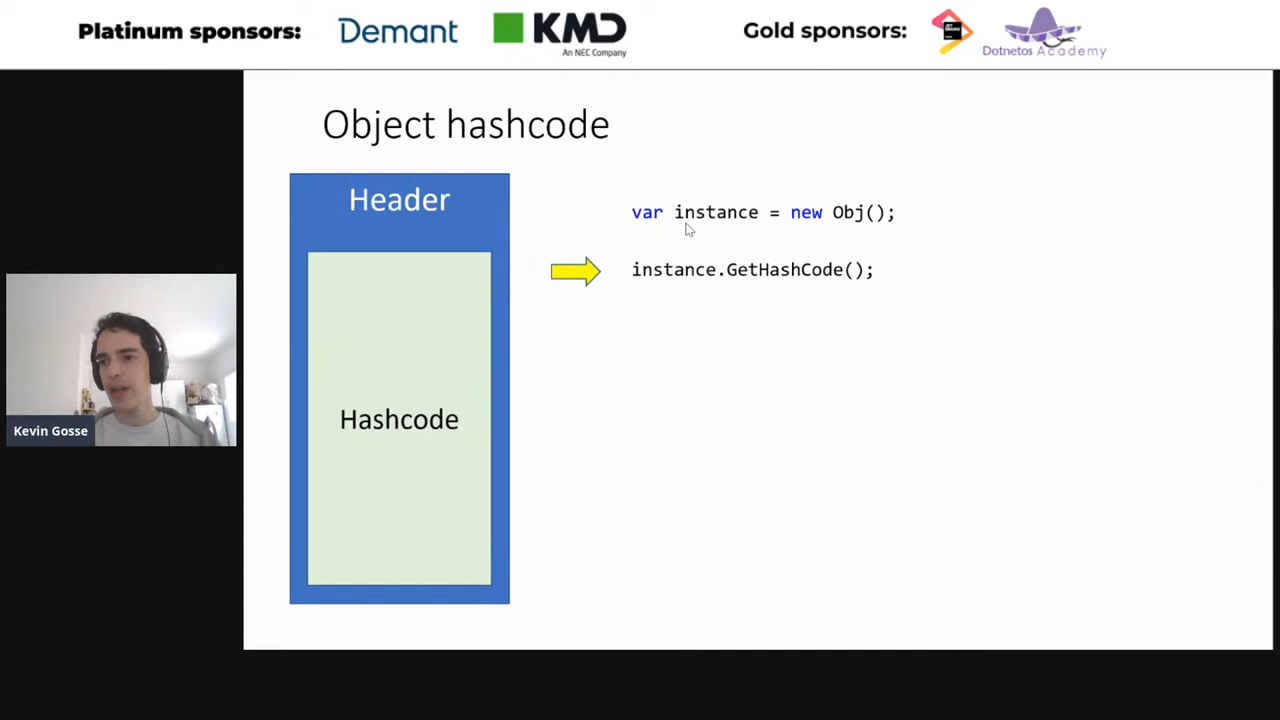 Platinum sponsors:
Demant
KMD
An NEC Company
Gold sponsors:
Dotnetos Academy
Object hashcode
Header
Hashcode
var instance = new Obj();
instance.GetHashCode();
Kevin Gosse